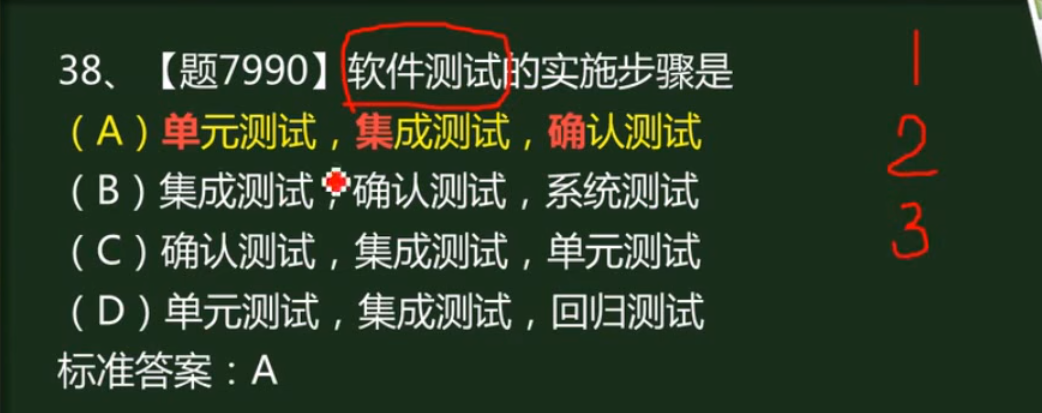 38、【题7990】软件测试的实施步骤是
（A）单元测试，集成测试，确认测试
（B）集成测试，确认测试，系统测试
（C）确认测试，集成测试，单元测试
（D）单元测试，集成测试，回归测试
标准答案：A
1
2
3